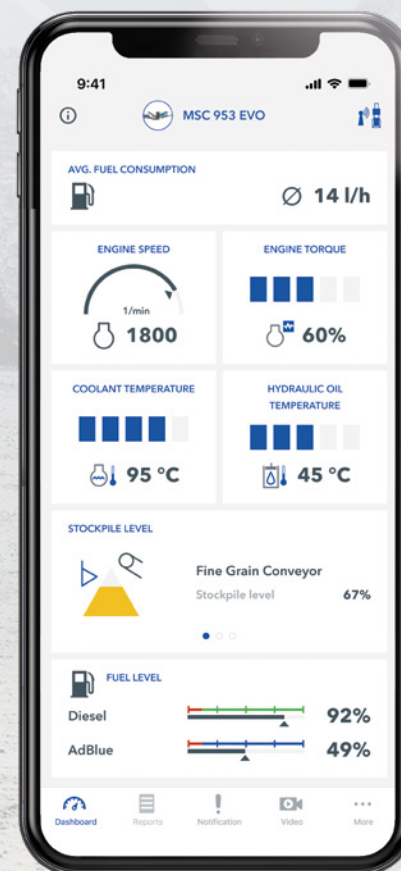 9:41
MSC 953 EVO
AVG. FUEL CONSUMPTION
Ø 14 l/h
ENGINE SPEED
1/min
1800
ENGINE TORQUE
60%
COOLANT TEMPERATURE
95 °C
HYDRAULIC OIL
TEMPERATURE
45 °C
STOCKPILE LEVEL
Fine Grain Conveyor
Stockpile level 67%
FUEL LEVEL
Diesel 92%
AdBlue 49%
Dashboard Reports Notification Video More